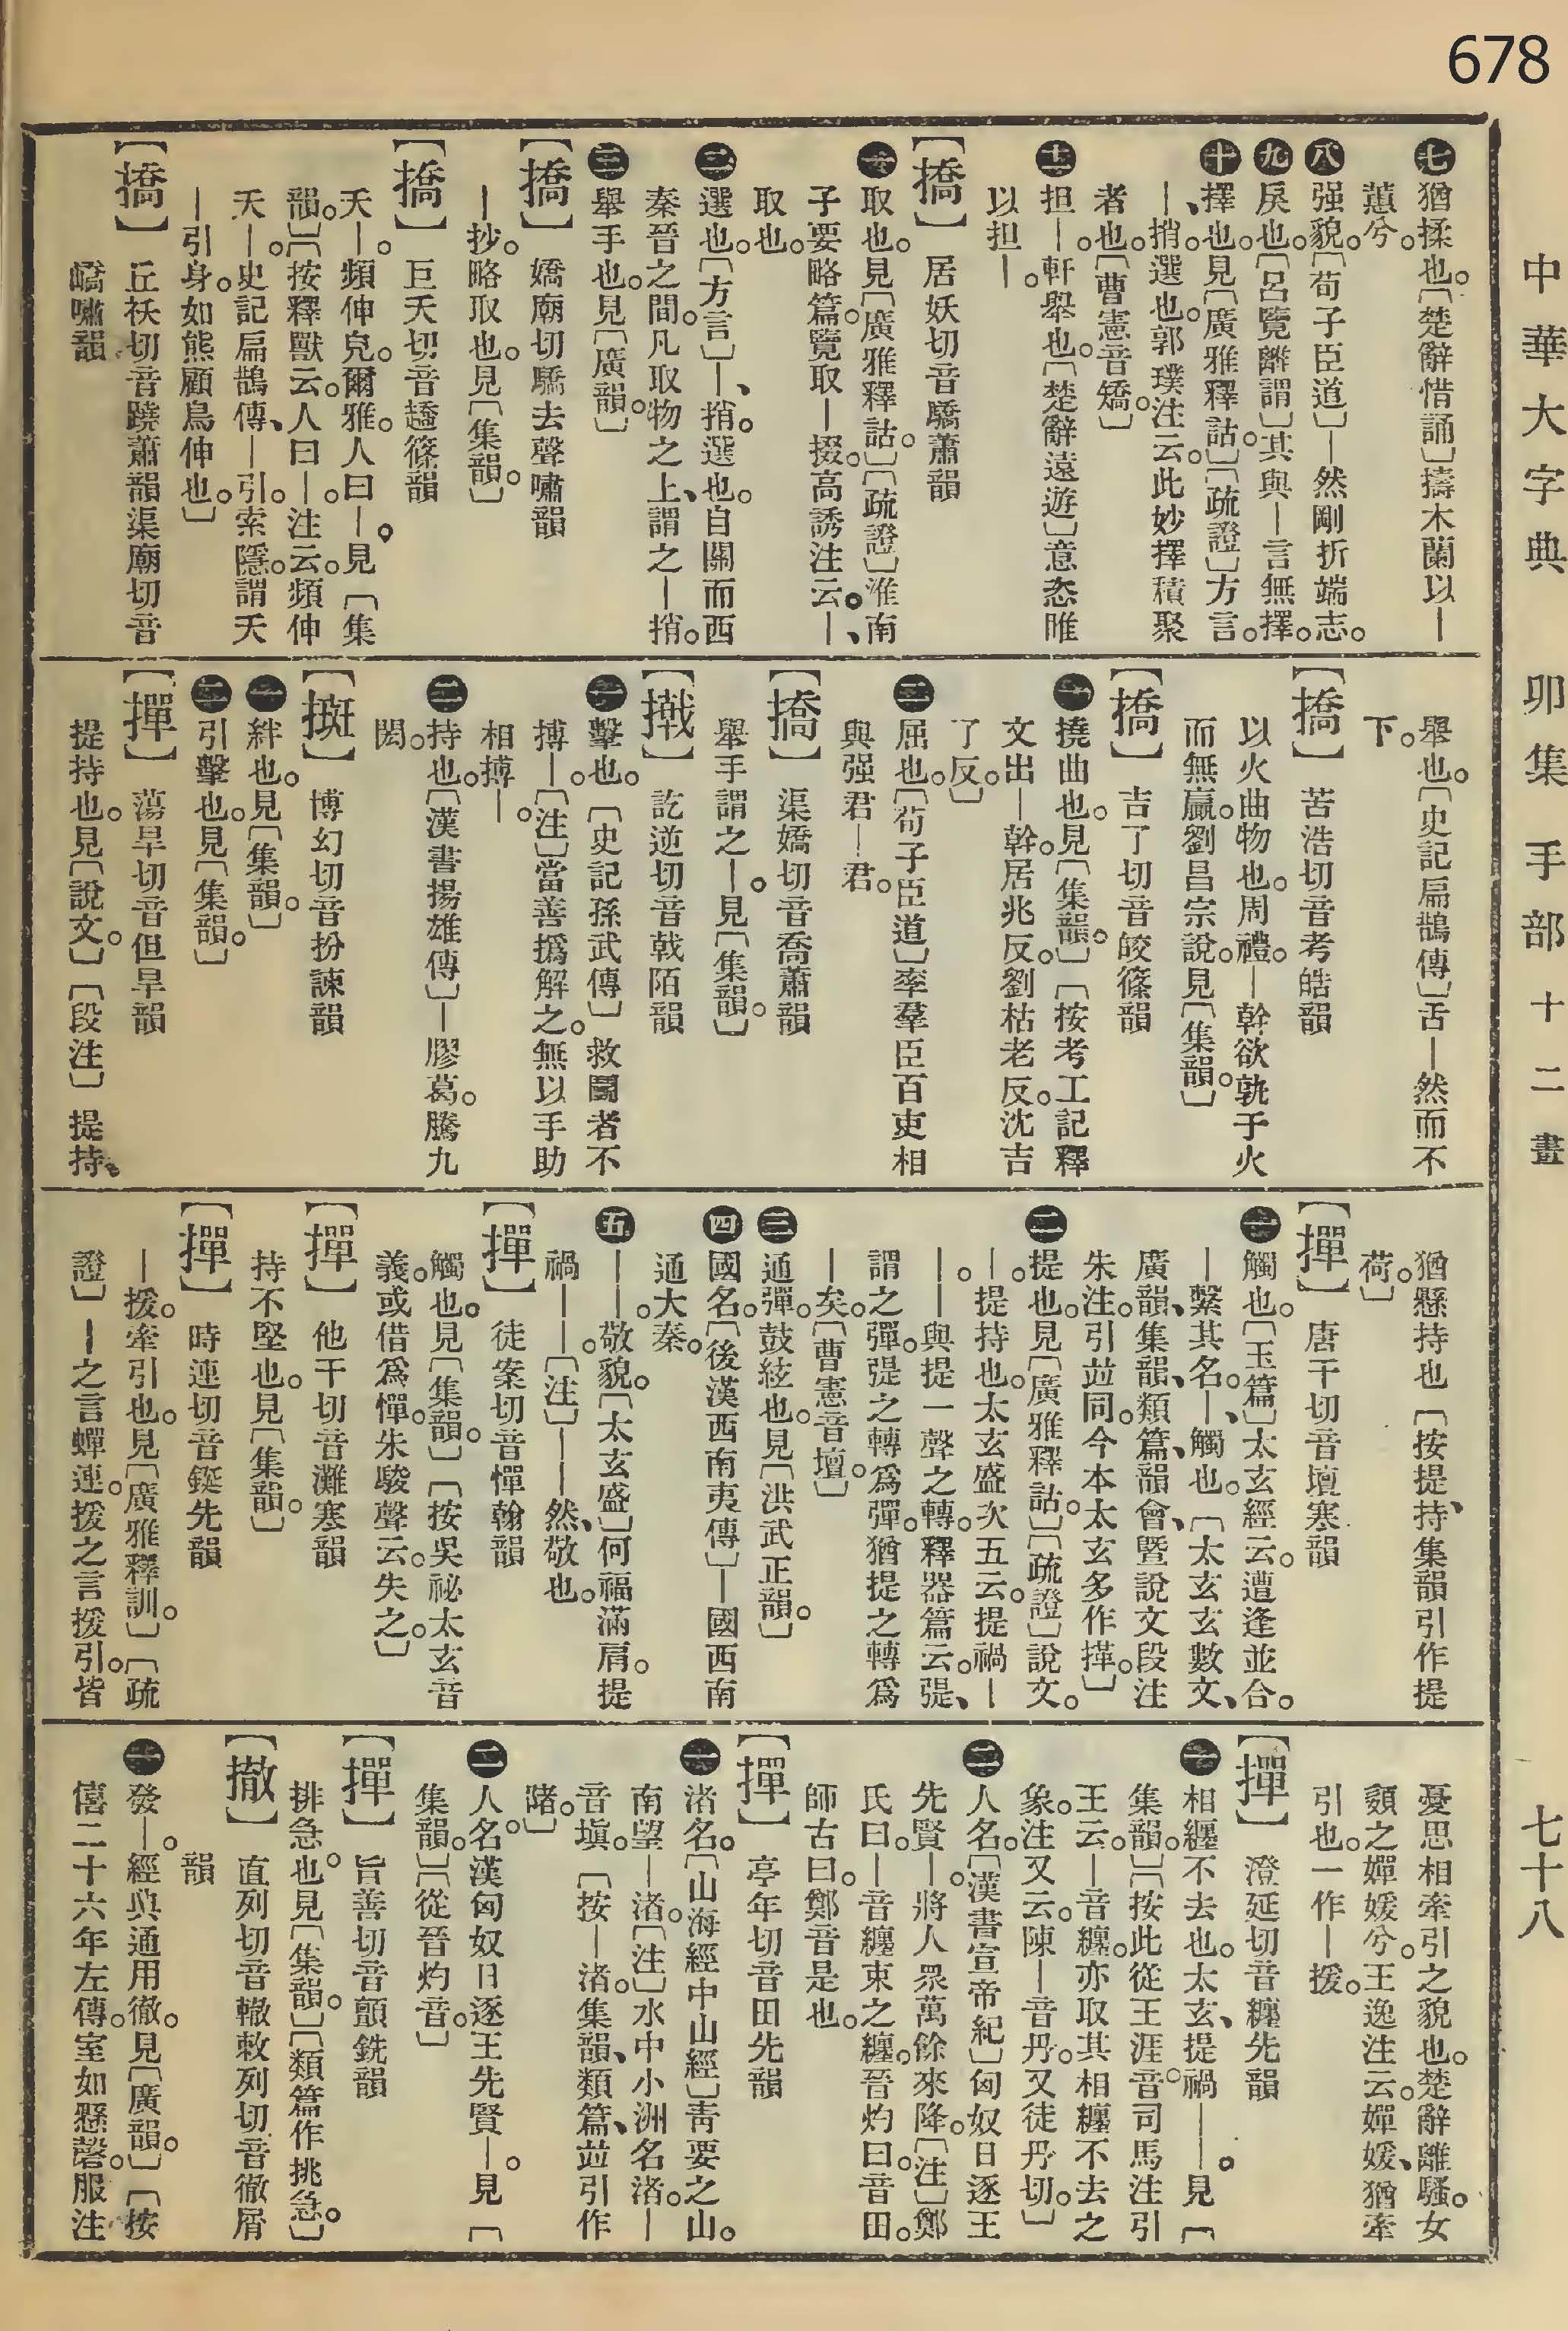 678
中華大字典　卯集　手部十二畫　七十八
七猶揉也。〔楚辭惜誦〕擣木蘭以—
蕙兮。
八强貌。〔荀子臣道〕—然剛折端志。
九戾也。〔呂覽離謂〕其與—言無擇。
十擇也。見〔廣雅釋詁。〕〔疏證〕方言。
—、捎。選也。郭璞注云。此妙擇積聚
者也。〔曹憲音矯。〕
十一担—。軒舉也。〔楚辭遠遊〕意恣睢
以担—。
【撟】居妖切音驕蕭韻
一取也。見〔廣雅釋詁。〕〔疏證〕淮南
子要略篇。覽取—掇。高誘注云。—、
取也。
二選也。〔方言〕—、捎。選也。自關而西
秦晉之間。凡取物之上、謂之—捎。
三舉手也。見〔廣韻。〕
【撟】嬌廟切驕去聲嘯韻
—抄。略取也。見〔集韻。〕
【撟】巨夭切音趫篠韻
夭—。頻伸皃。爾雅。人曰—。見〔集
韻。〕〔按釋獸云。人曰—。注云。頻伸
夭—。史記扁鵲傳、—引。索隱。謂夭
—引身。如熊顧鳥伸也。〕
【撟】丘祅切音蹺蕭韻渠廟切音
嶠嘯韻
舉也。〔史記扁鵲傳〕舌—然而不
下。
【撟】苦浩切音考皓韻
以火曲物也。周禮。—幹欲孰于火
而無贏。劉昌宗說。見〔集韻。〕
【撟】吉了切音皎篠韻
一撓曲也。見〔集韻。〕〔按考工記釋
文出—幹。居兆反。劉枯老反。沈吉
了反。〕
二屈也。〔荀子臣道〕率羣臣百吏相
與强君—君。
【撟】渠嬌切音喬蕭韻
舉手謂之—。見〔集韻。〕
【撠】訖逆切音戟陌韻
一擊也。〔史記孫武傳〕救鬭者不
搏—。〔注〕當善撝解之。無以手助
相搏—。
二持也。〔漢書揚雄傳〕—膠葛。騰九
閎。
【㩔】博幻切音扮諫韻
一絆也。見〔集韻。〕
二引擊也。見〔集韻。〕
【撣】蕩旱切音但旱韻
提持也。見〔說文。〕〔段注〕提持、
猶懸持也〔按提持、集韻引作提
荷。〕
【撣】唐干切音壇寒韻
一觸也。〔玉篇〕太玄經云。遭逢並合。
—繫其名。—、觸也。〔太玄玄數文、
廣韻、集韻、類篇、韻會、暨說文段注
朱注。引竝同。今本太玄多作㩎。〕
二提也。見〔廣雅釋詁。〕〔疏證〕說文。
—。提持也。太玄盛次五云。提禍—
—。—與提一聲之轉。釋器篇云。弲、
謂之彈。弲之轉爲彈。猶提之轉爲
—矣。〔曹憲音壇。〕
三通彈。鼓絃也。見〔洪武正韻。〕
四國名。〔後漢西南夷傳〕—國西南
通大秦。
五——。敬貌。〔太玄盛〕何福滿肩。提
禍——。〔注〕——然、敬也。
【撣】徒案切音憚翰韻
觸也。見〔集韻。〕〔按吳祕太玄音
義。或借爲憚。朱駿聲云。失之。〕
【撣】他干切音灘寒韻
持不堅也。見〔集韻。〕
【撣】時連切音鋋先韻
—援。牽引也。見〔廣雅釋訓。〕〔疏
證〕—之言蟬連。援之言援引。皆
憂思相牽引之貌也。楚辭離騷。女
嬃之嬋媛兮。王逸注云。嬋媛、猶牽
引也。一作—援。
【撣】澄延切音纏先韻
一相纏不去也。太玄、提禍——。見〔
集韻。〕〔按此從王涯音。司馬注引
王云。—音纏。亦取其相纏不去之
象。注又云。陳—音丹。又徒丹切。〕
二人名。〔漢書宣帝紀〕匈奴日逐王
先賢—。將人眾萬餘來降。〔注〕鄭
氏曰。—音纏束之纏。晉灼曰。音田。
師古曰。鄭音是也。
【撣】亭年切音田先韻
一渚名。〔山海經中山經〕靑要之山。
南望—渚。〔注〕水中小洲名渚。—
音塡。〔按—渚。集韻、類篇、竝引作
陼。〕
二人名。漢匈奴日逐王先賢—。見〔
集韻。〕〔從晉灼音。〕
【撣】旨善切音顫銑韻
排急也。見〔集韻。〕〔類篇作挑急。〕
【撤】直列切音轍敕列切音徹屑
韻
一發—。經典通用徹。見〔廣韻。〕〔按
僖二十六年左傳。室如懸磬。服注